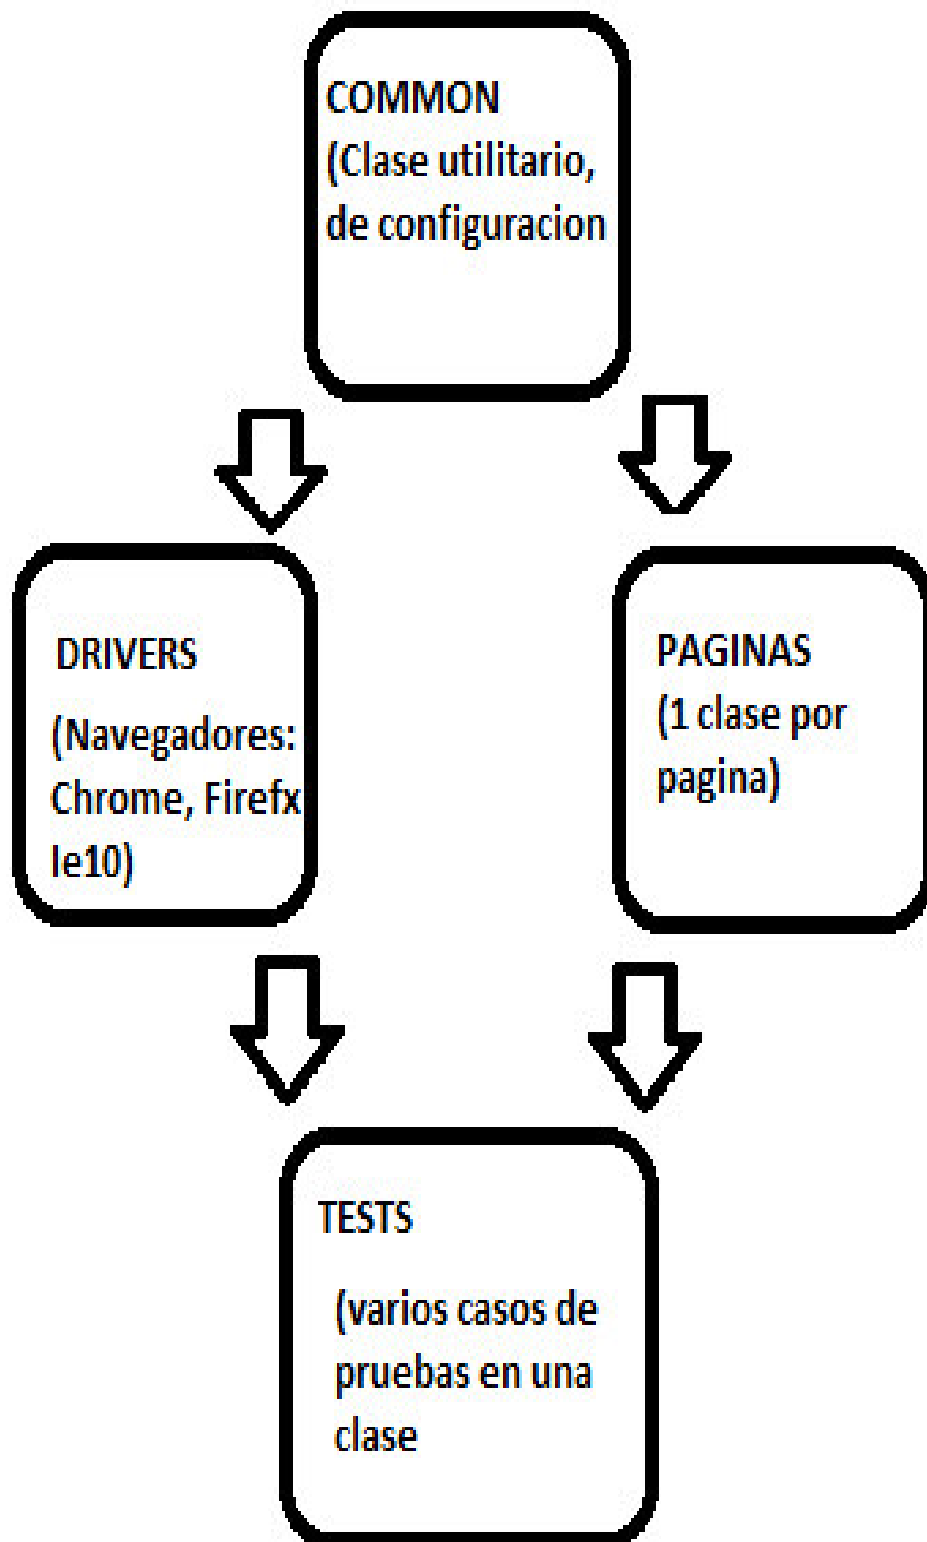 COMMON
(Clase utilitario,
de configuracion
DRIVERS
(Navegadores:
Chrome, Firefx
Ie10)
PAGINAS
(1 clase por
pagina)
TESTS
(varios casos de
pruebas en una
clase